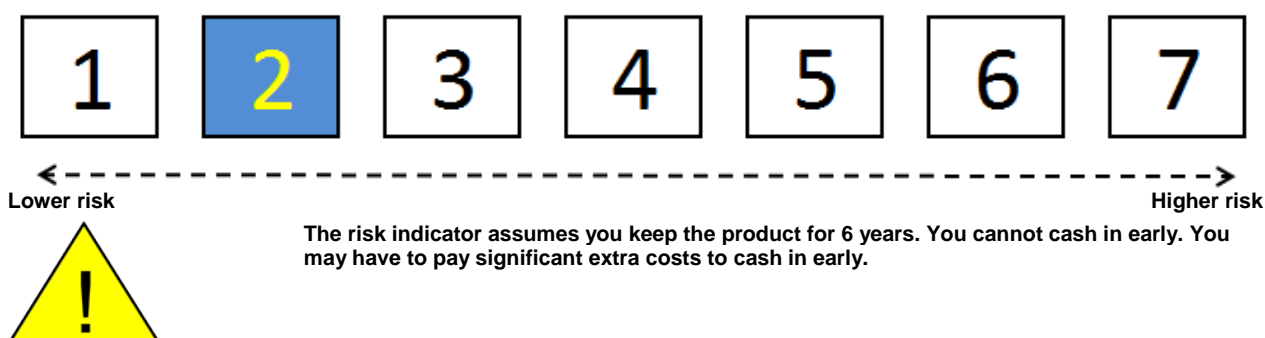 1 2 3 4 5 6 7
Lower risk Higher risk
The risk indicator assumes you keep the product for 6 years. You cannot cash in early. You
may have to pay significant extra costs to cash in early.
!